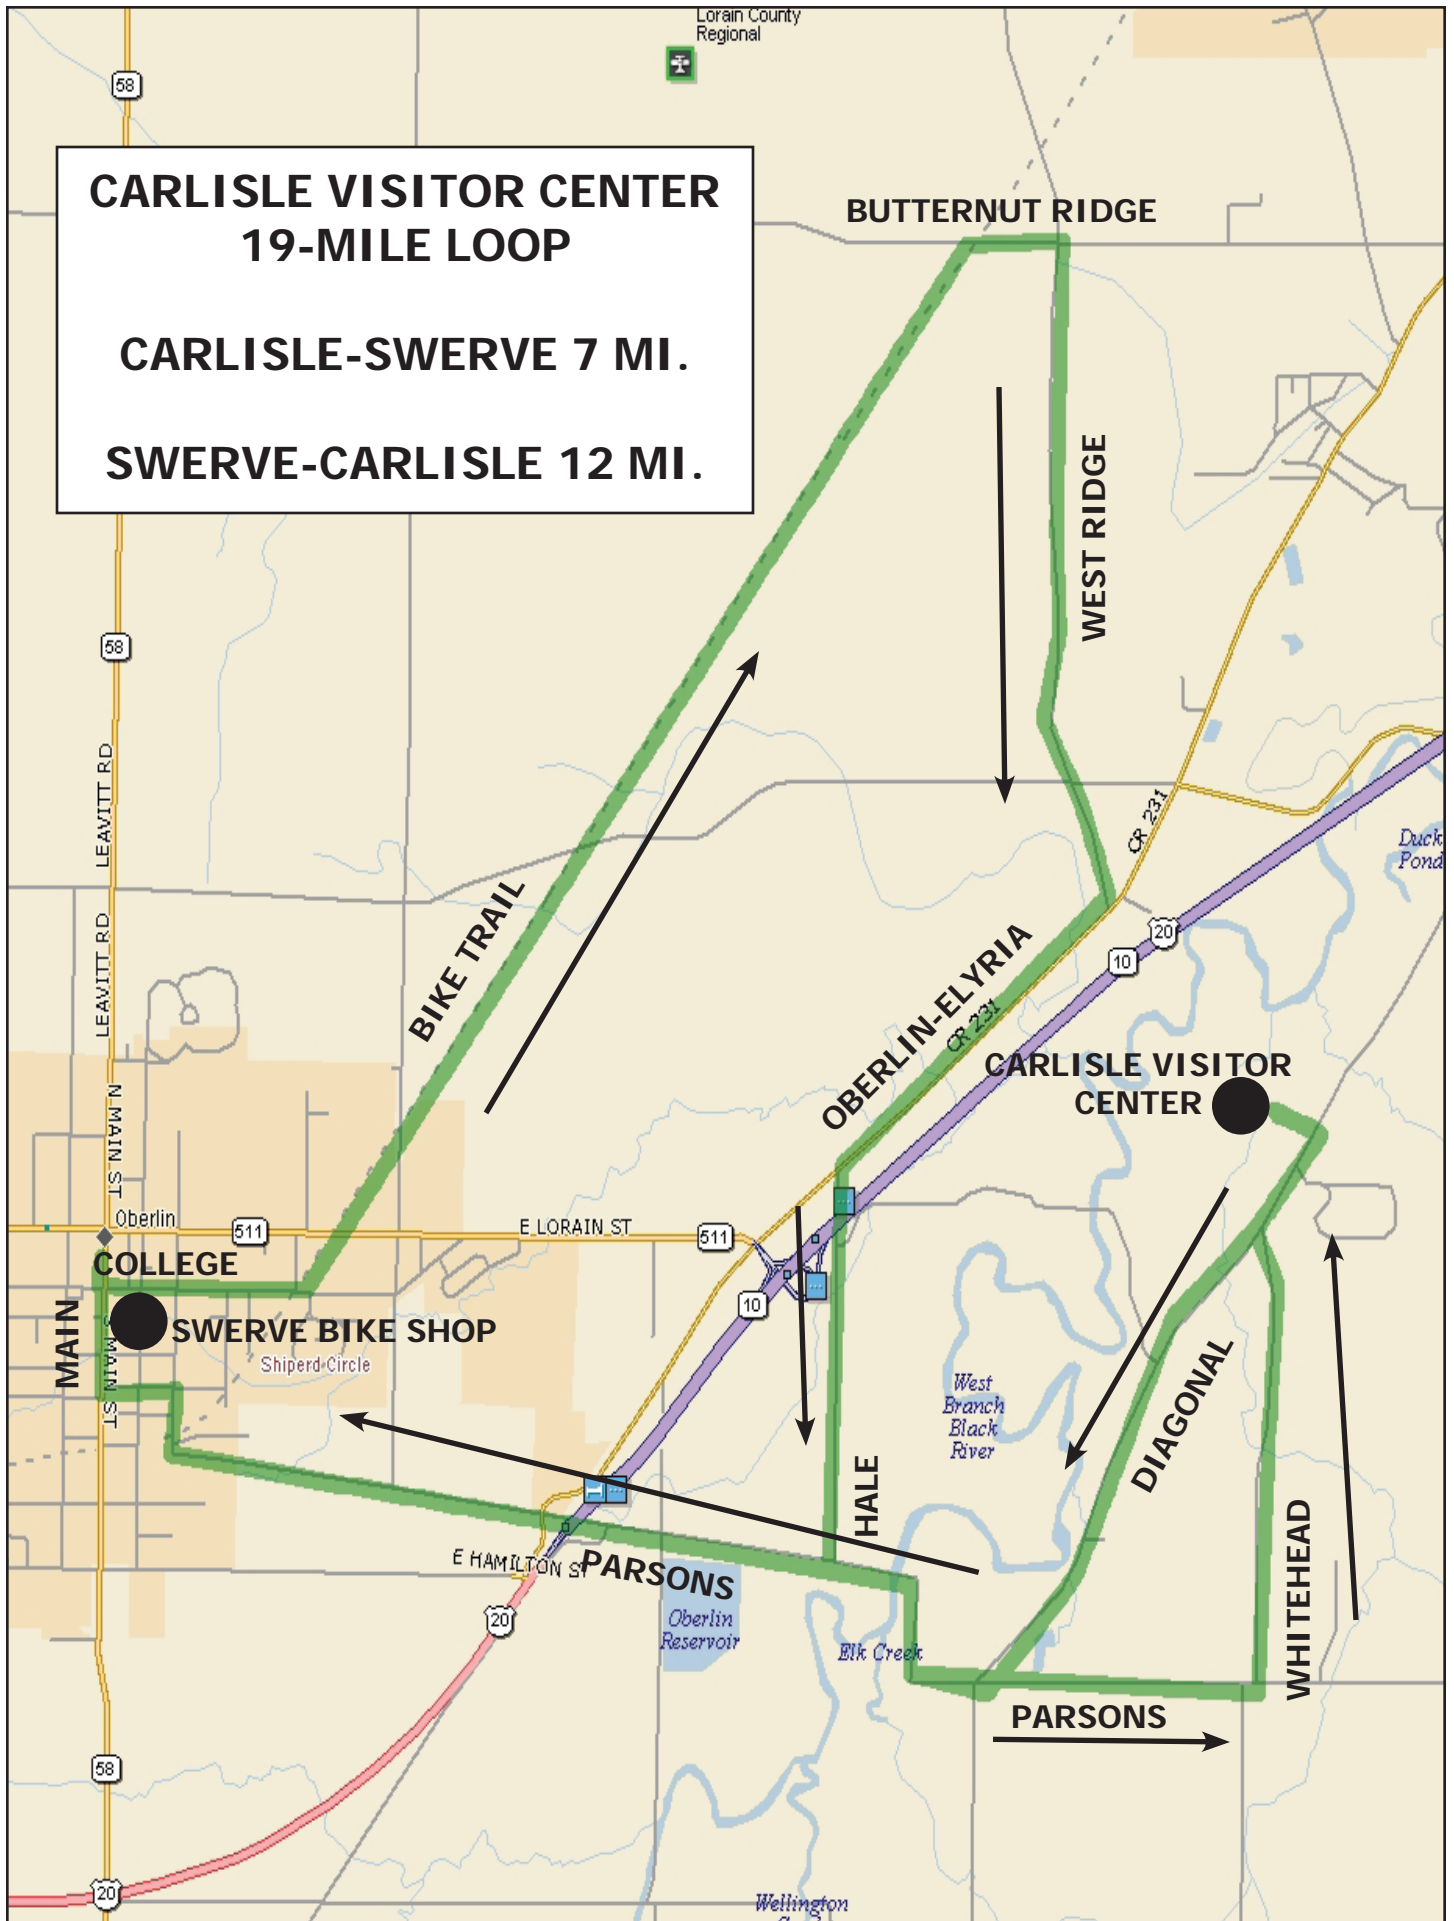 Lorain County
Regional
58
CARLISLE VISITOR CENTER
19-MILE LOOP
CARLISLE-SWERVE 7 MI.
SWERVE-CARLISLE 12 MI.
BUTTERNUT RIDGE
WEST RIDGE
58
LEAVITT RD
CR 231
Duck
Pond
BIKE TRAIL
LEAVITT RD
20
10
OBERLIN-ELYRIA
CR 231
CARLISLE VISITOR
CENTER
N MAIN ST
Oberlin
511
E LORAIN ST
511
COLLEGE
MAIN
S MAIN ST
SWERVE BIKE SHOP
Shiperd Circle
10
West
Branch
Black
River
DIAGONAL
HALE
WHITEHEAD
E HAMILTON ST
PARSONS
20
Oberlin
Reservoir
Elk Creek
PARSONS
58
20
Wellington